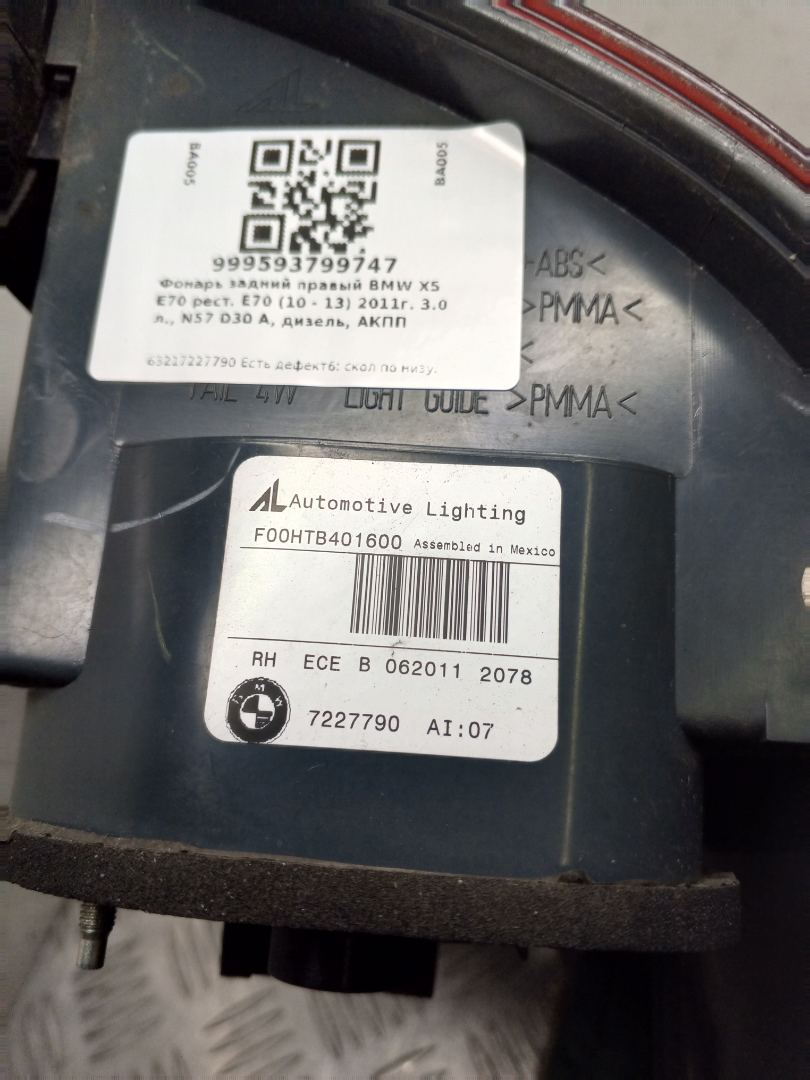 BA005
BA005
999593799747
Фонарь задний правый BMW X5
E70 рест. E70 (10 - 13) 2011г. 3.0
л., N57 D30 A, дизель, АКПП
63217227790 Есть дефект6: скол по низу.
-ABS<
>PMMA<
<
TAIL 4W LIGHT GUIDE >PMMA<
AL Automotive Lighting
F00HTB401600 Assembled in Mexico
RH ECE B 062011 2078
BMW
7227790 AI:07